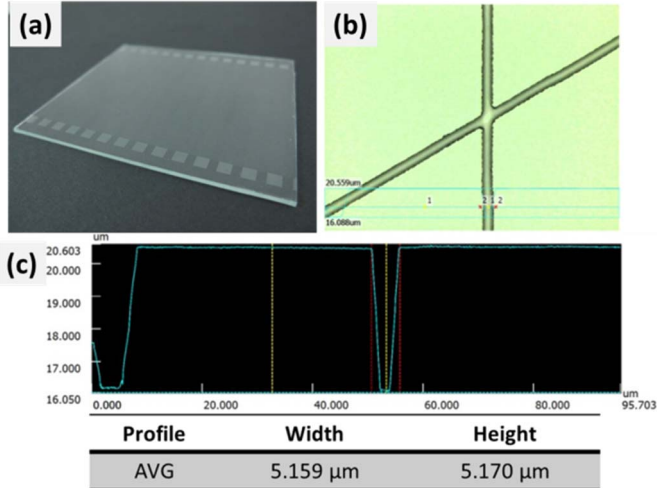 (a)
(b)
20.559um
1
2
1
2
16.088um
(c)
um
20.603
20.000
19.000
18.000
17.000
16.050
0.000 20.000 40.000 60.000 80.000 95.703
um
Profile Width Height
AVG 5.159 µm 5.170 µm